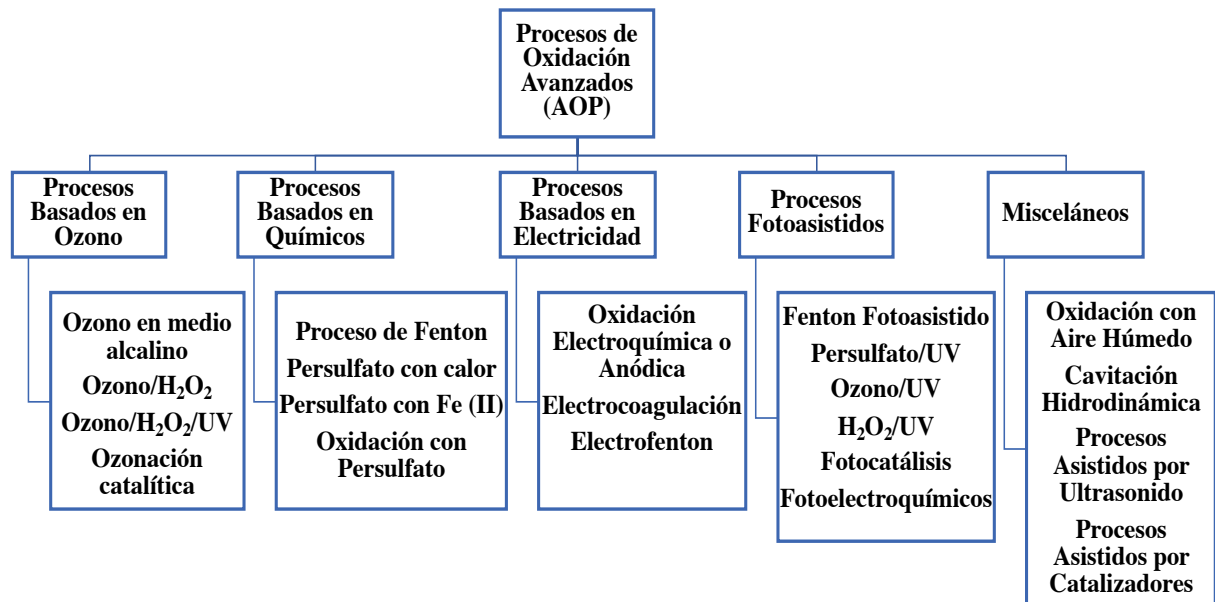 Procesos de
Oxidación
Avanzados
(AOP)
Procesos
Basados en
Ozono
Procesos
Basados en
Químicos
Procesos
Basados en
Electricidad
Procesos
Fotoasistidos
Misceláneos
Ozono en medio
alcalino
Ozono/H₂O₂
Ozono/H₂O₂/UV
Ozonación
catalítica
Proceso de Fenton
Persulfato con calor
Persulfato con Fe (II)
Oxidación con
Persulfato
Oxidación
Electroquímica o
Anódica
Electrocoagulación
Electrofenton
Fenton Fotoasistido
Persulfato/UV
Ozono/UV
H₂O₂/UV
Fotocatálisis
Fotoelectroquímicos
Oxidación con
Aire Húmedo
Cavitación
Hidrodinámica
Procesos
Asistidos por
Ultrasonido
Procesos
Asistidos por
Catalizadores